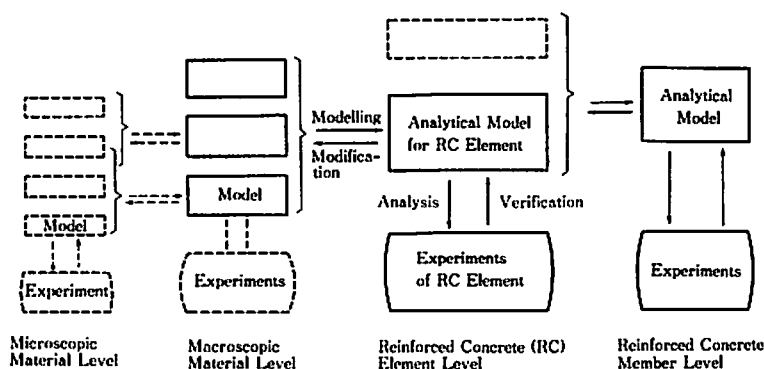 Model
Experiment
Microscopic
Material Level
Model
Experiments
Macroscopic
Material Level
Modelling
Modifica-
tion
Analytical Model
for RC Element
Analysis
Verification
Experiments
of RC Element
Reinforced Concrete (RC)
Element Level
Analytical
Model
Experiments
Reinforced Concrete
Member Level